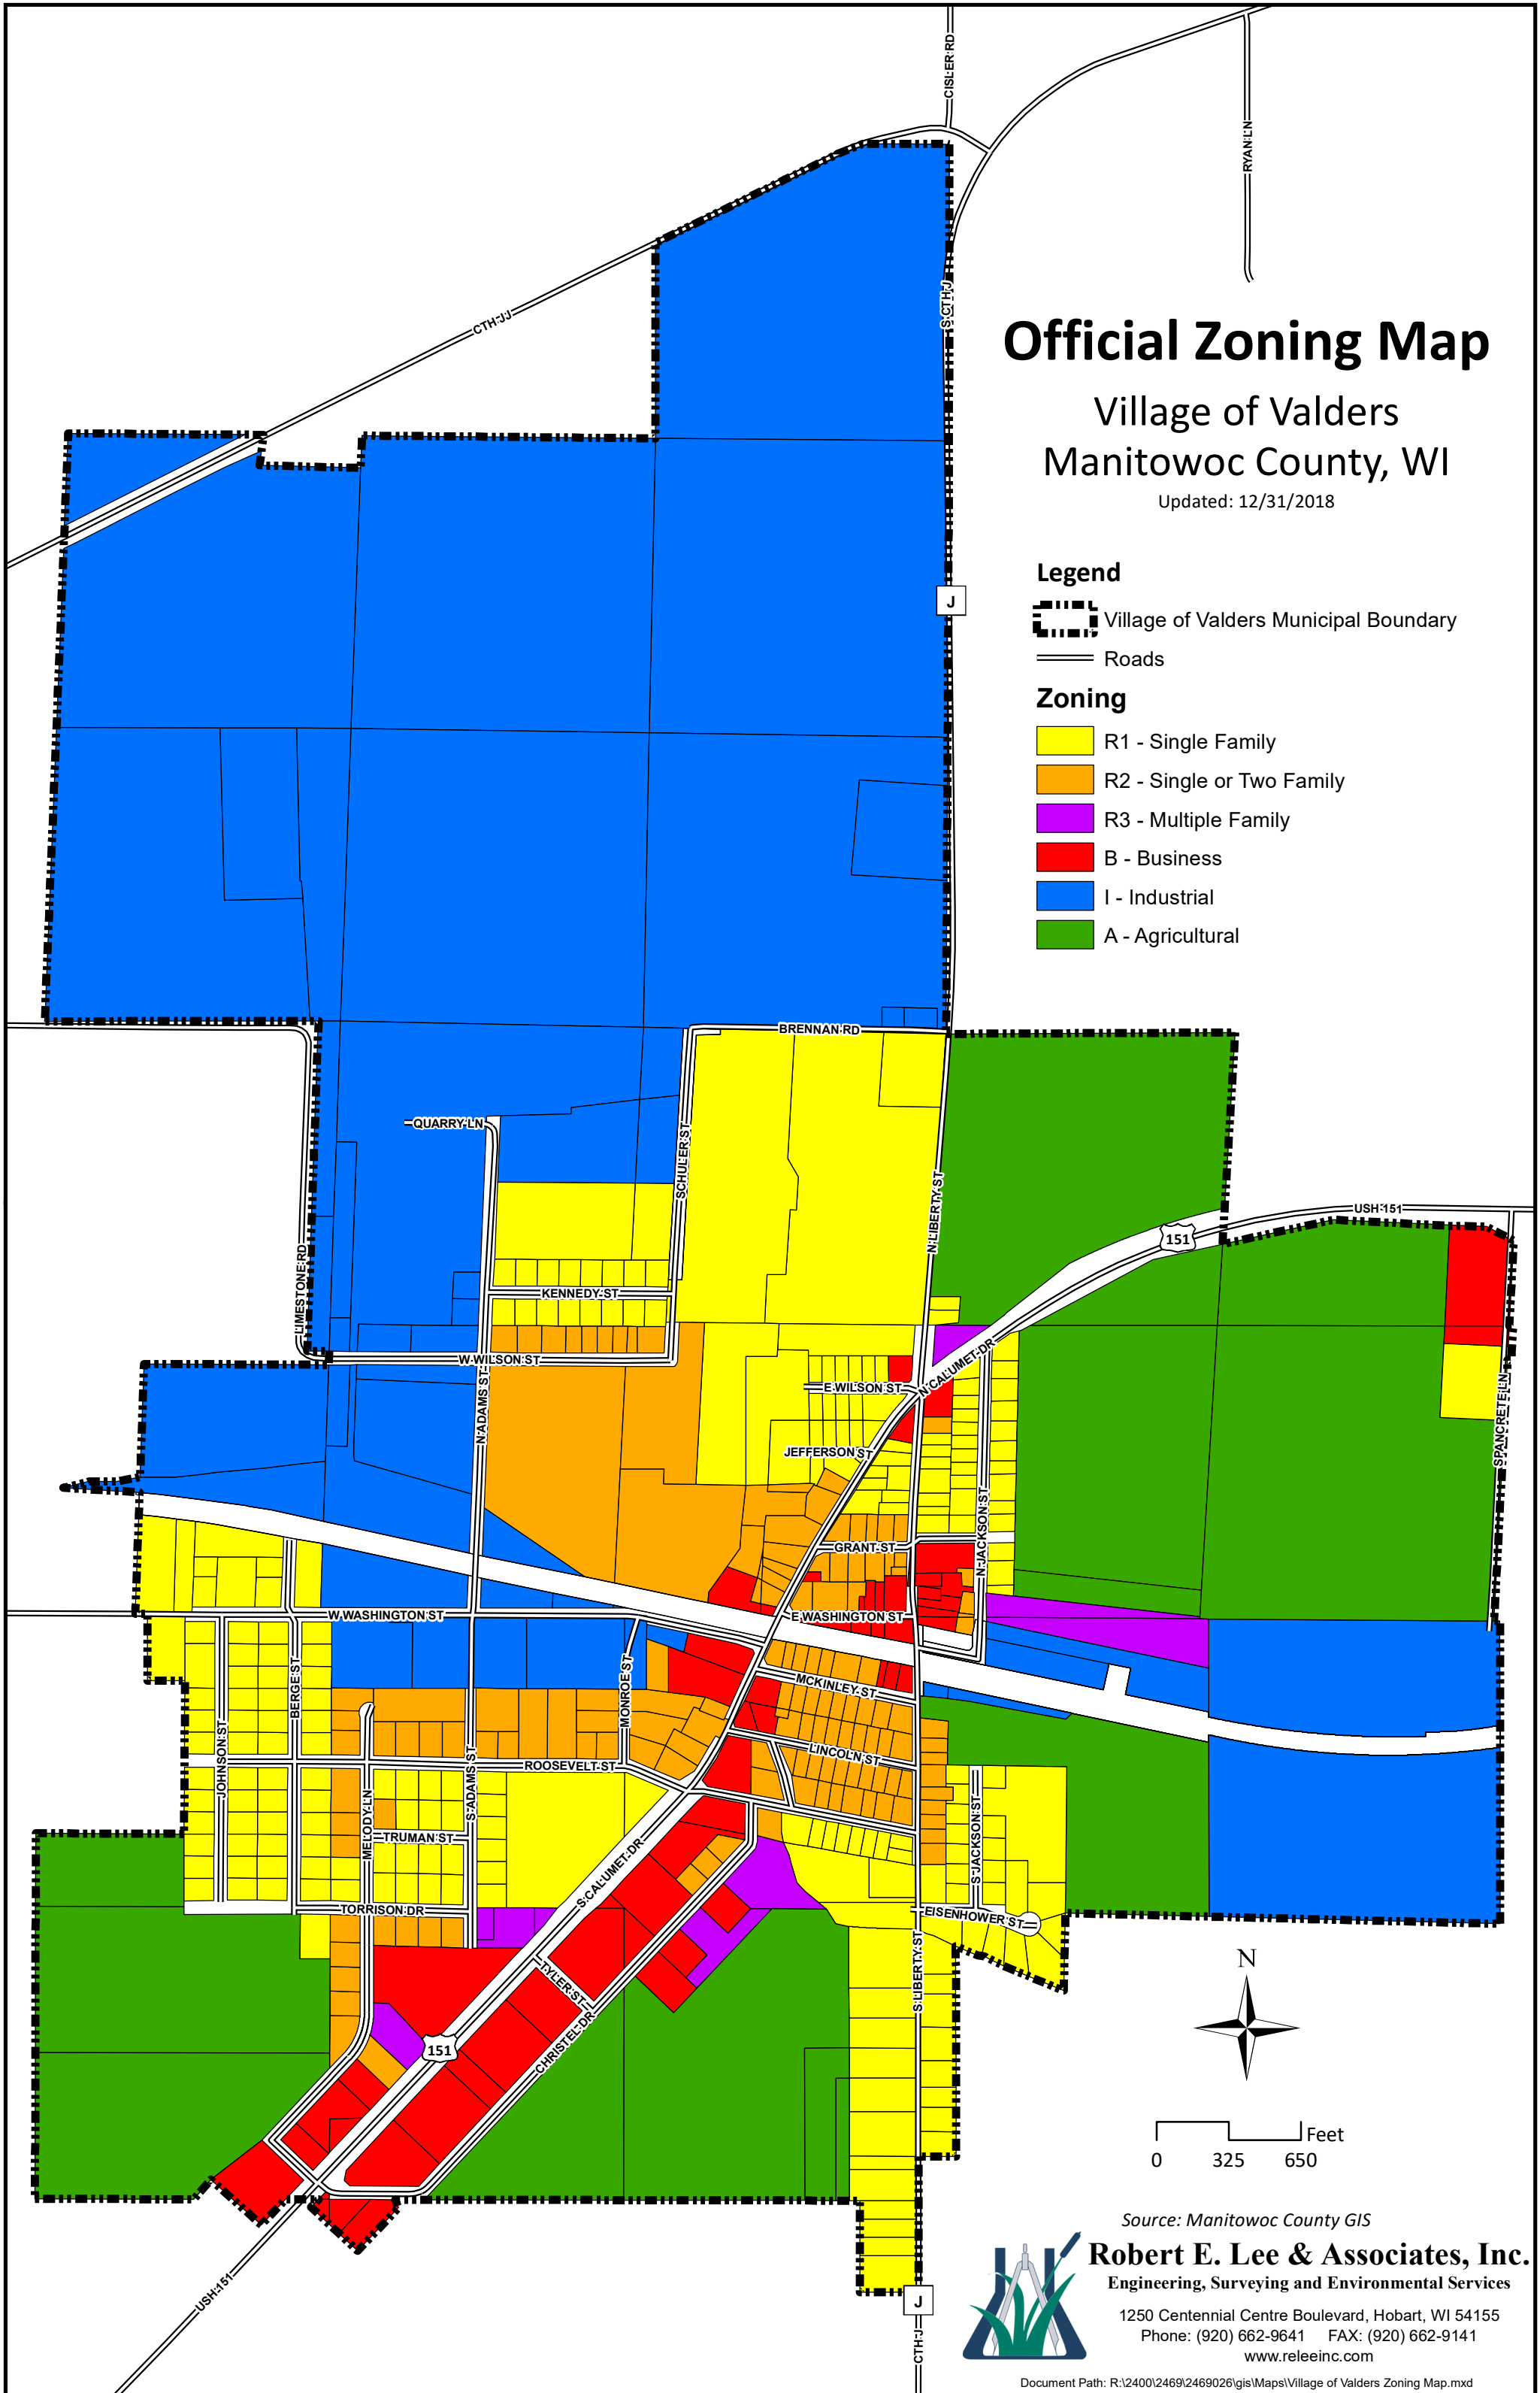 CISLER RD
RYAN LN
CTH JJ
S CTH J
Official Zoning Map
Village of Valders
Manitowoc County, WI
Updated: 12/31/2018
Legend
Village of Valders Municipal Boundary
Roads
Zoning
R1 - Single Family
R2 - Single or Two Family
R3 - Multiple Family
B - Business
I - Industrial
A - Agricultural
J
BRENNAN RD
QUARRY LN
SCHULER ST
N LIBERTY ST
USH 151
151
LIMESTONE RD
KENNEDY ST
W WILSON ST
N ADAMS ST
E WILSON ST
N CALUMET DR
JEFFERSON ST
SPANCRETE LN
GRANT ST
N JACKSON ST
W WASHINGTON ST
E WASHINGTON ST
BERGE ST
MONROE ST
MCKINLEY ST
JOHNSON ST
LINCOLN ST
ROOSEVELT ST
S ADAMS ST
MELODY LN
TRUMAN ST
S JACKSON ST
S CALUMET DR
TORRISON DR
EISENHOWER ST
S LIBERTY ST
TYLER ST
CHRISTEL DR
151
N
Feet
0 325 650
USH 151
J
CTH J
Source: Manitowoc County GIS
Robert E. Lee & Associates, Inc.
Engineering, Surveying and Environmental Services
1250 Centennial Centre Boulevard, Hobart, WI 54155
Phone: (920) 662-9641 FAX: (920) 662-9141
www.releeinc.com
Document Path: R:\2400\2469\2469026\gis\Maps\Village of Valders Zoning Map.mxd